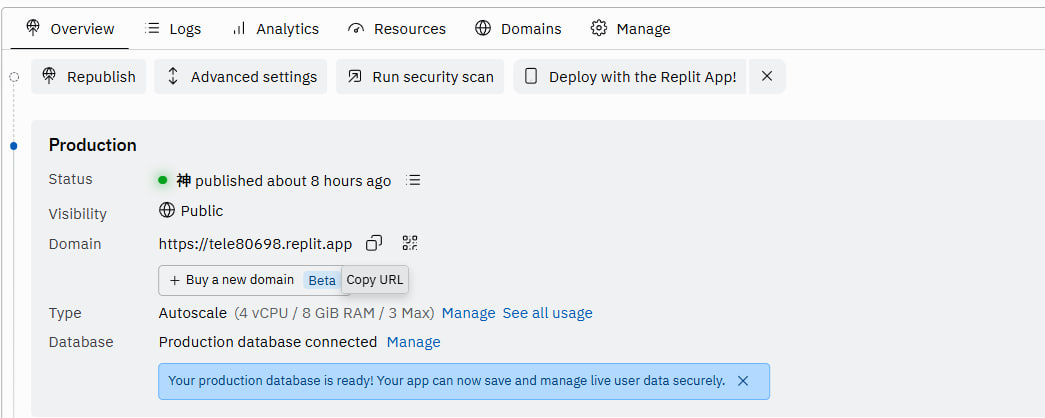 Overview Logs Analytics Resources Domains Manage
Republish Advanced settings Run security scan Deploy with the Replit App!
Production
Status 神 published about 8 hours ago
Visibility Public
Domain https://tele80698.replit.app
+ Buy a new domain Beta Copy URL
Type Autoscale (4 vCPU / 8 GiB RAM / 3 Max) Manage See all usage
Database Production database connected Manage
Your production database is ready! Your app can now save and manage live user data securely.